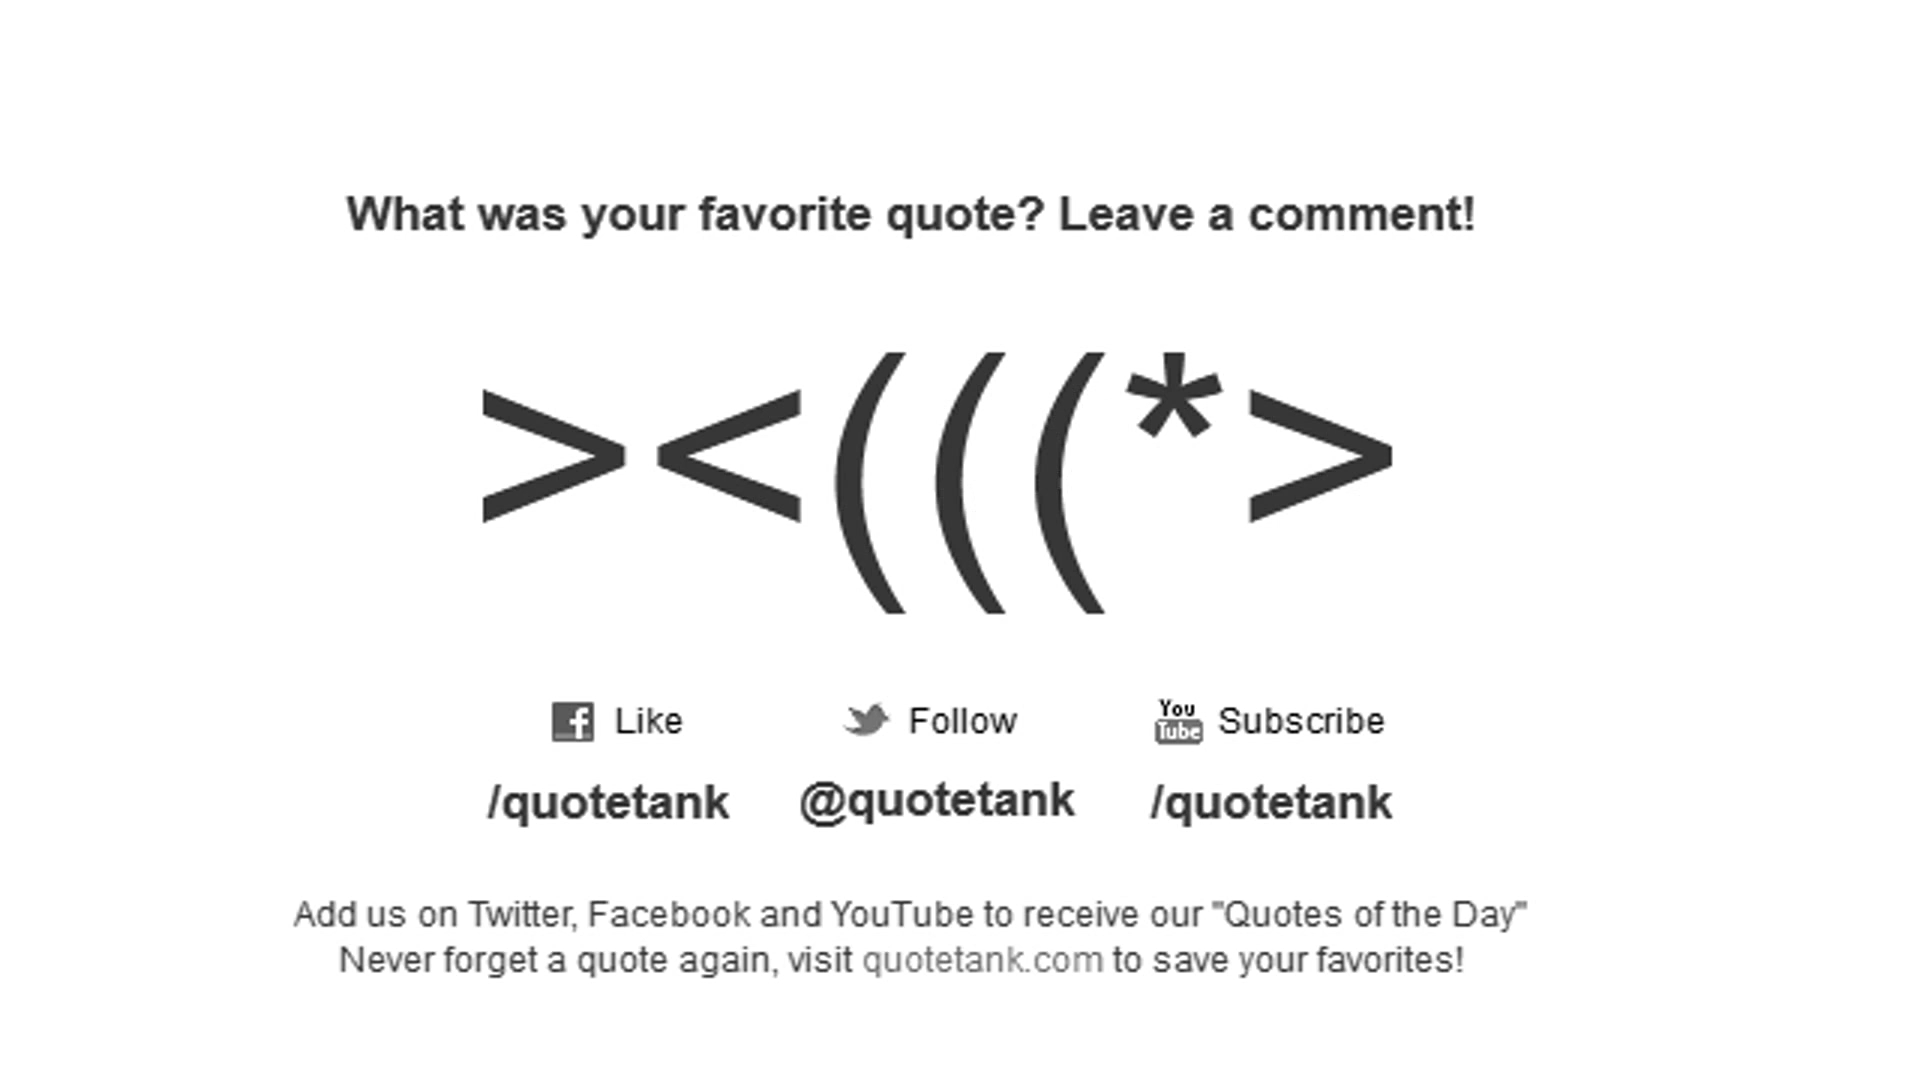 What was your favorite quote? Leave a comment!
><(((*>
f Like Follow You Tube Subscribe
/quotetank @quotetank /quotetank
Add us on Twitter, Facebook and YouTube to receive our "Quotes of the Day"
Never forget a quote again, visit quotetank.com to save your favorites!